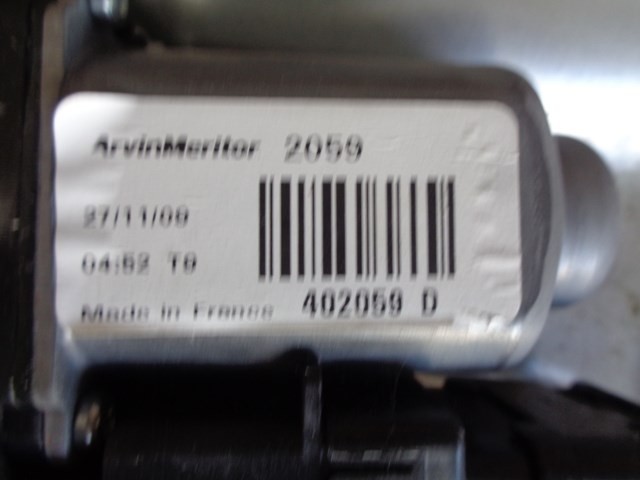 ArvinMeritor 2059
27/11/09
04:52 T9
Made in France 402059 D